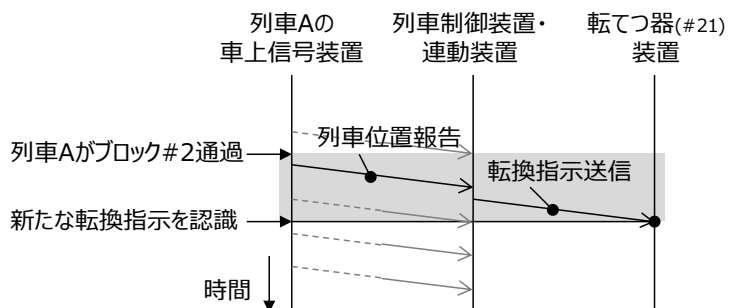 列車Aの
車上信号装置
列車制御装置・
連動装置
転てつ器(#21)
装置
列車Aがブロック#2通過
列車位置報告
転換指示送信
新たな転換指示を認識
時間